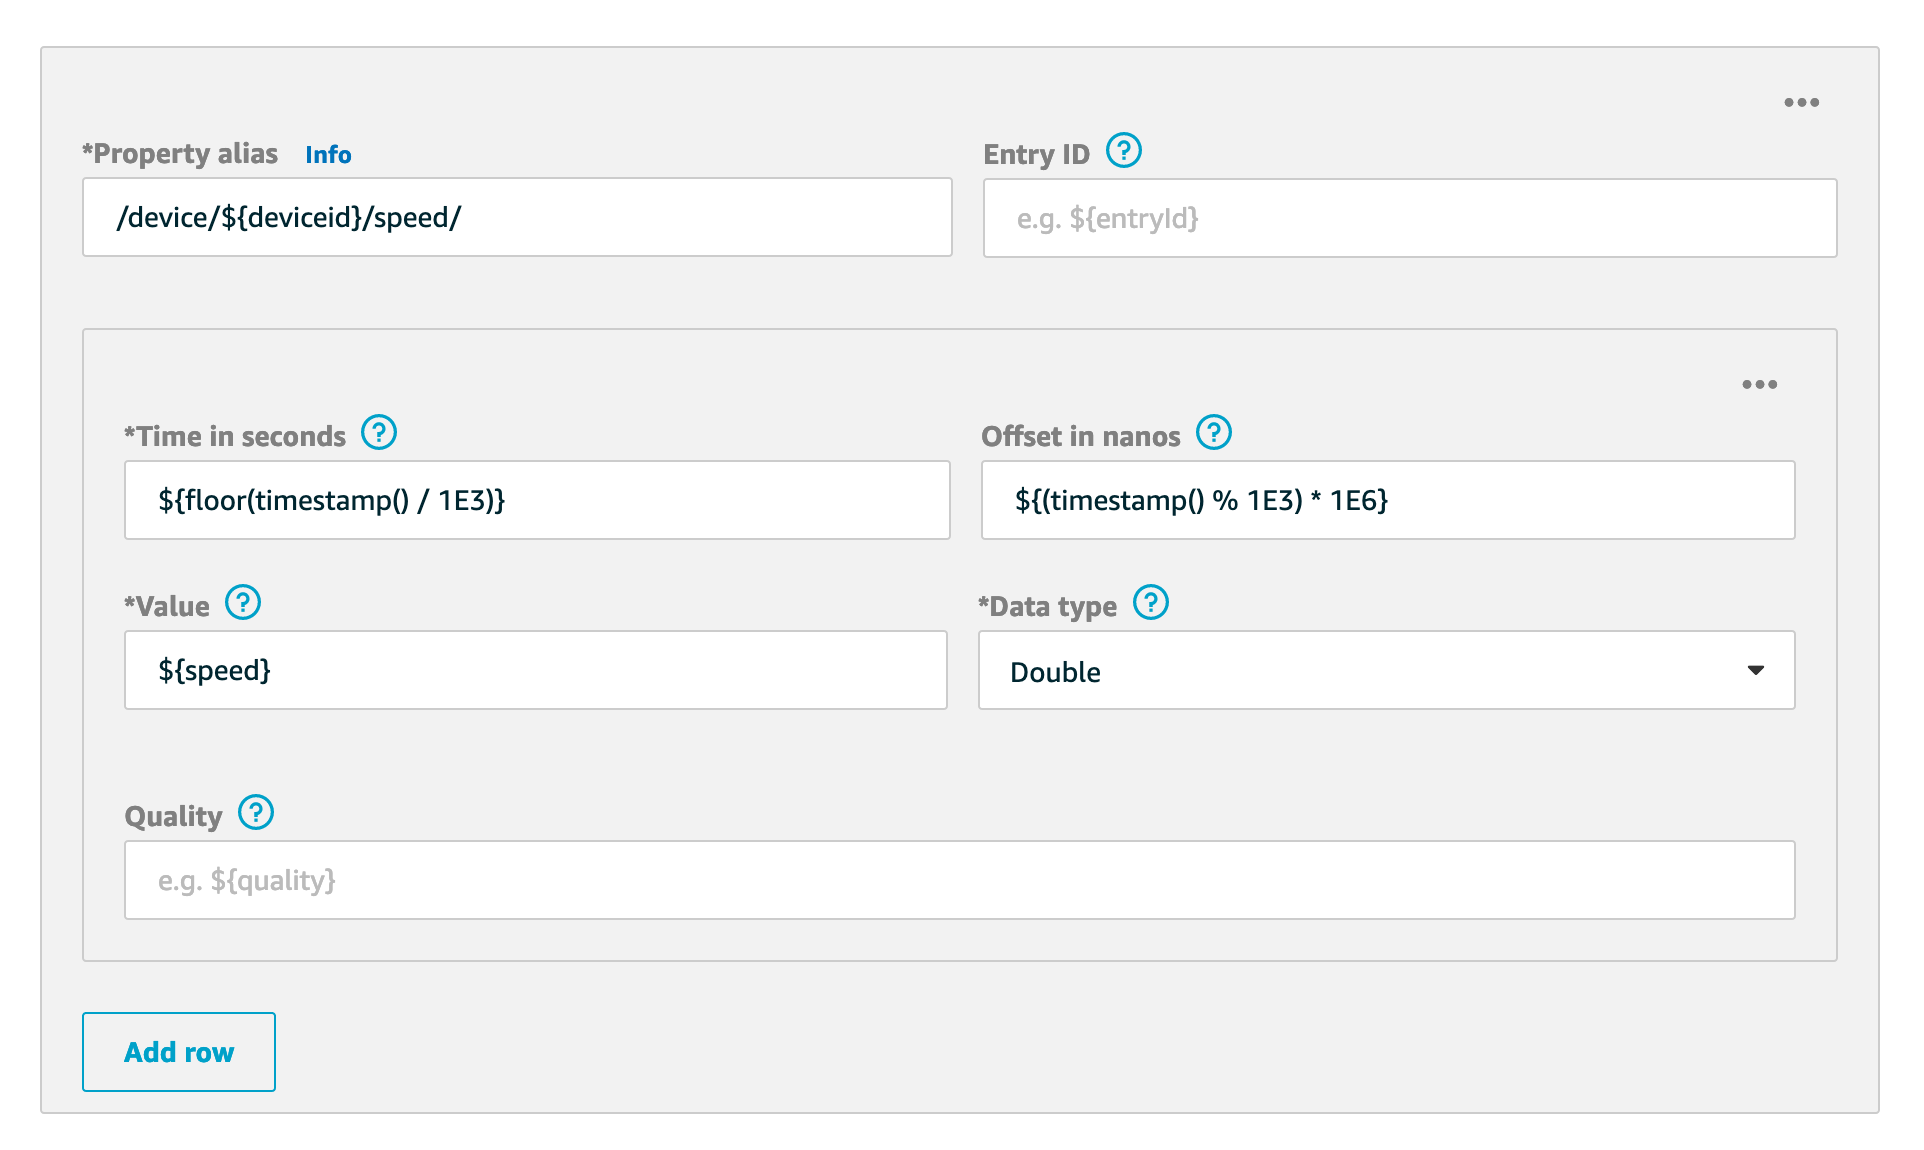 *Property alias Info
Entry ID ?
/device/${deviceid}/speed/
e.g. ${entryId}
*Time in seconds ?
Offset in nanos ?
${floor(timestamp() / 1E3)}
${(timestamp() % 1E3) * 1E6}
*Value ?
*Data type ?
${speed}
Double
Quality ?
e.g. ${quality}
Add row